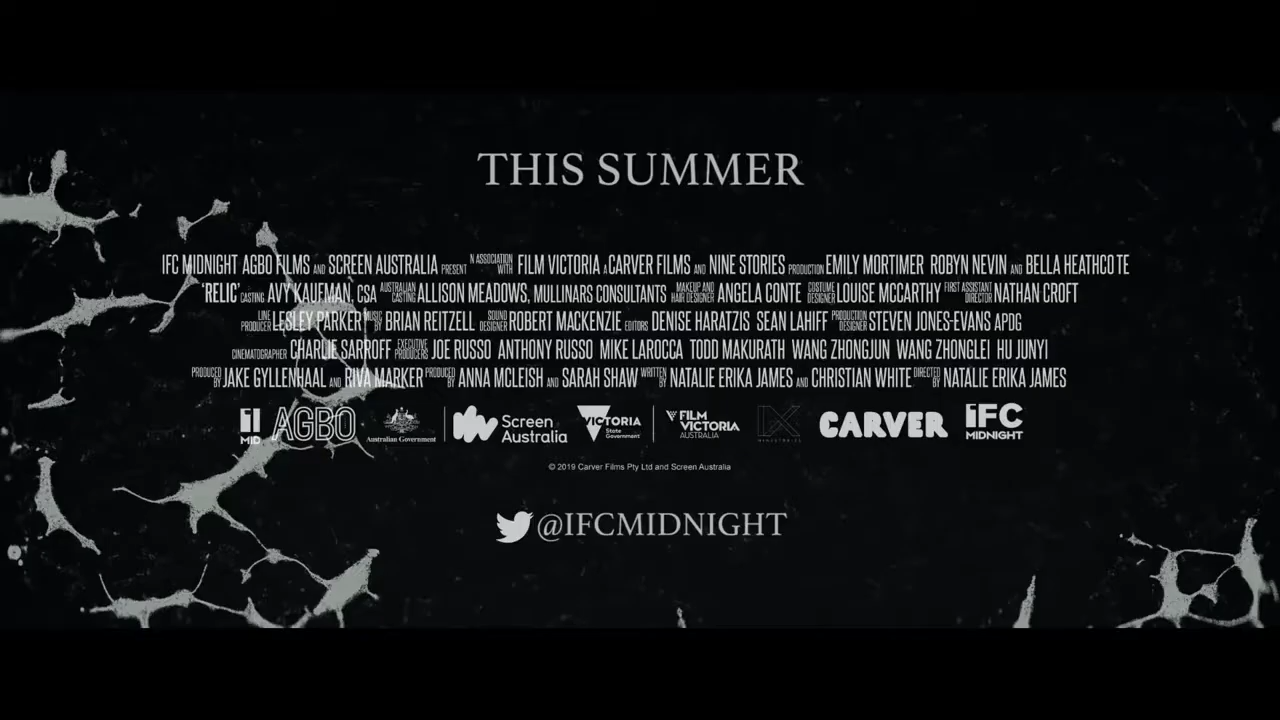 THIS SUMMER
IFC MIDNIGHT AGBO FILMS AND SCREEN AUSTRALIA PRESENT N ASSOCIATION WITH FILM VICTORIA A CARVER FILMS AND NINE STORIES PRODUCTION EMILY MORTIMER ROBYN NEVIN AND BELLA HEATHCO TE
'RELIC' CASTING AVY KAUFMAN, CSA AUSTRALIAN CASTING ALLISON MEADOWS, MULLINARS CONSULTANTS MAKEUP AND HAIR DESIGNER ANGELA CONTE COSTUME DESIGNER LOUISE MCCARTHY FIRST ASSISTANT DIRECTOR NATHAN CROFT
LINE PRODUCER LESLEY PARKER MUSIC BY BRIAN REITZELL SOUND DESIGNER ROBERT MACKENZIE EDITORS DENISE HARATZIS SEAN LAHIFF PRODUCTION DESIGNER STEVEN JONES-EVANS APDG
CINEMATOGRAPHER CHARLIE SARROFF EXECUTIVE PRODUCERS JOE RUSSO ANTHONY RUSSO MIKE LAROCCA TODD MAKURATH WANG ZHONGJUN WANG ZHONGLEI HU JUNYI
PRODUCED BY JAKE GYLLENHAAL AND RIVA MARKER PRODUCED BY ANNA MCLEISH AND SARAH SHAW WRITTEN BY NATALIE ERIKA JAMES AND CHRISTIAN WHITE DIRECTED BY NATALIE ERIKA JAMES
MID AGBO Australian Government Screen Australia VICTORIA State Government FILM VICTORIA AUSTRALIA CARVER IFC MIDNIGHT
© 2019 Carver Films Pty Ltd and Screen Australia
@IFCMIDNIGHT